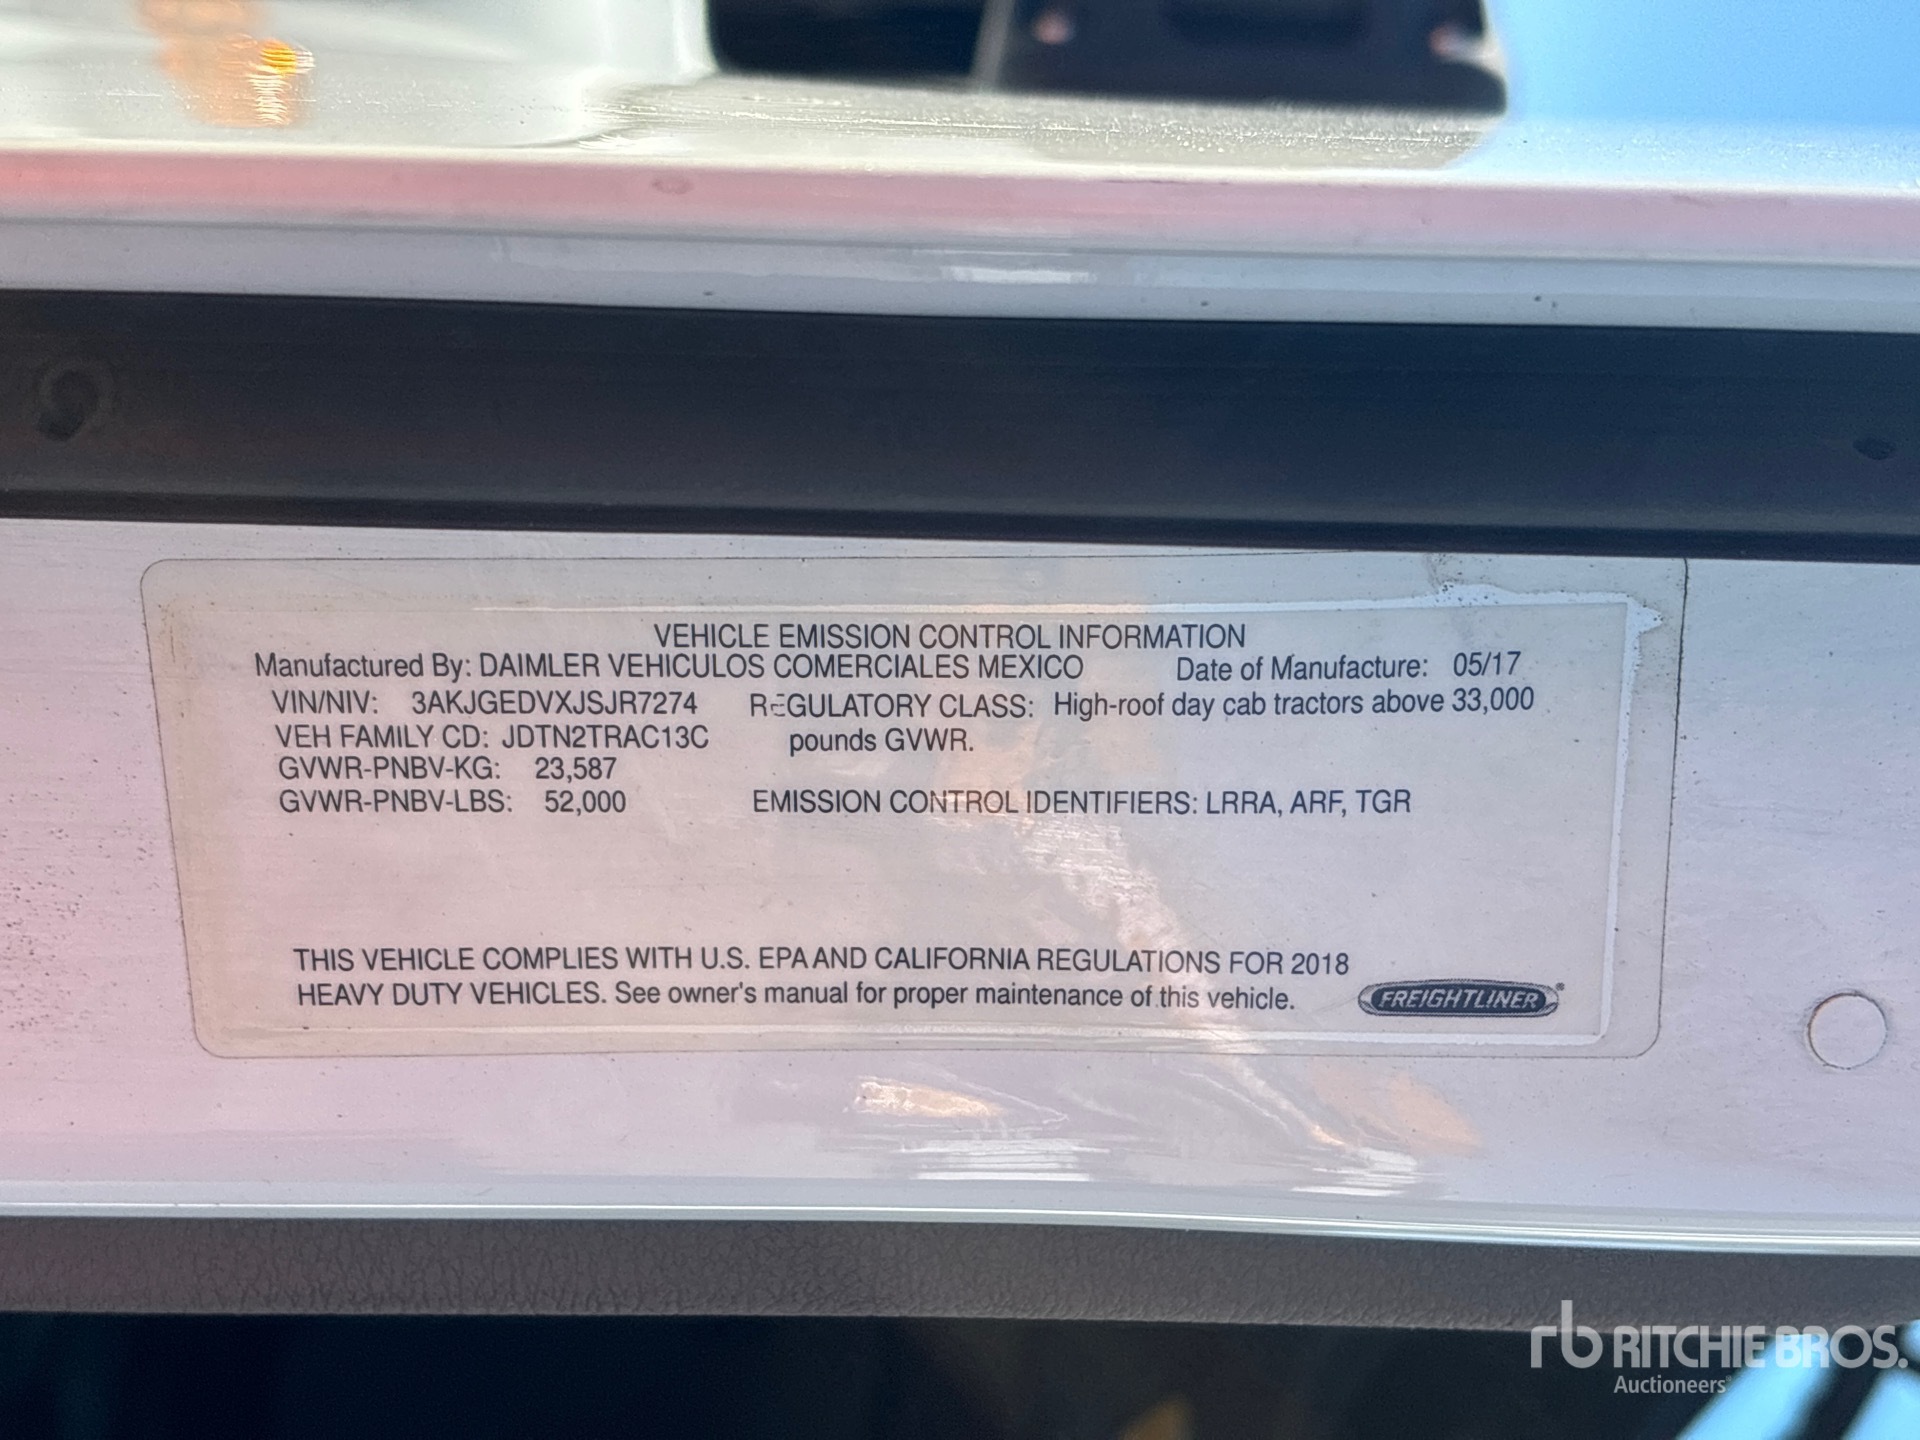 VEHICLE EMISSION CONTROL INFORMATION
Manufactured By: DAIMLER VEHICULOS COMERCIALES MEXICO Date of Manufacture: 05/17
VIN/NIV: 3AKJGEDVXJSJR7274 REGULATORY CLASS: High-roof day cab tractors above 33,000
VEH FAMILY CD: JDTN2TRAC13C pounds GVWR.
GVWR-PNBV-KG: 23,587
GVWR-PNBV-LBS: 52,000 EMISSION CONTROL IDENTIFIERS: LRRA, ARF, TGR
THIS VEHICLE COMPLIES WITH U.S. EPA AND CALIFORNIA REGULATIONS FOR 2018
HEAVY DUTY VEHICLES. See owner's manual for proper maintenance of this vehicle.
FREIGHTLINER®
rb RITCHIE BROS.
Auctioneers